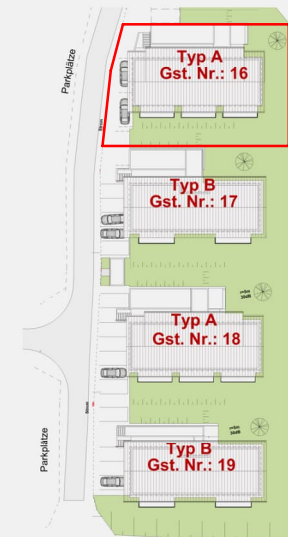 Parkplätze
Typ A
Gst. Nr.: 16
Typ B
Gst. Nr.: 17
Typ A
Gst. Nr.: 18
Parkplätze
Typ B
Gst. Nr.: 19